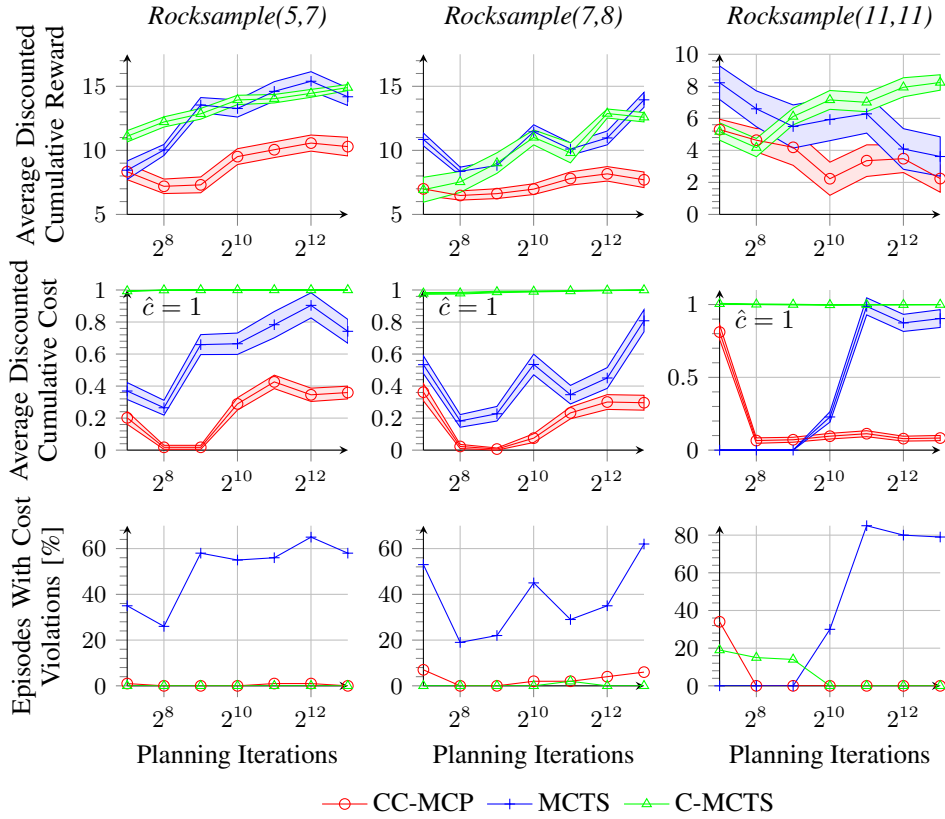 Rocksample(5,7) Rocksample(7,8) Rocksample(11,11)
Average Discounted
Cumulative Reward
15
10
5
2^8 2^10 2^12
15
10
5
2^8 2^10 2^12
10
8
6
4
2
0
2^8 2^10 2^12
Average Discounted
Cumulative Cost
1
0.8
0.6
0.4
0.2
0
ĉ = 1
2^8 2^10 2^12
1
0.8
0.6
0.4
0.2
0
ĉ = 1
2^8 2^10 2^12
1
0.5
0
ĉ = 1
2^8 2^10 2^12
Episodes With Cost
Violations [%]
60
40
20
0
2^8 2^10 2^12
Planning Iterations
60
40
20
0
2^8 2^10 2^12
Planning Iterations
80
60
40
20
0
2^8 2^10 2^12
Planning Iterations
CC-MCP MCTS C-MCTS